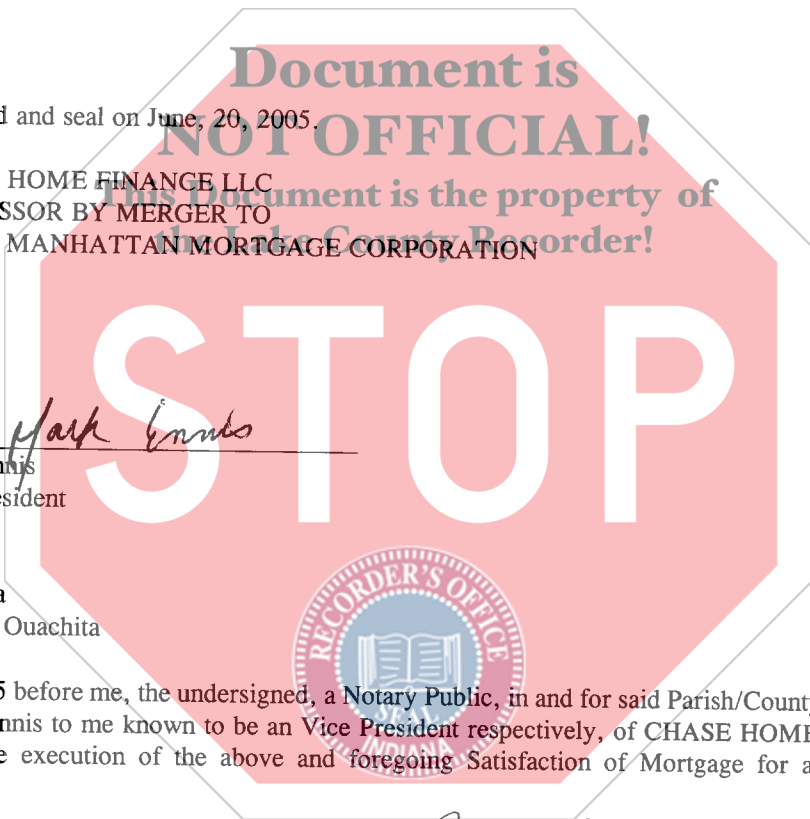 Document is
d and seal on June, 20, 2005.
NOT OFFICIAL!
HOME FINANCE LLC
This Document is the property of
SSOR BY MERGER TO
the Lake County Recorder!
MANHATTAN MORTGAGE CORPORATION
STOP
Mark Ennis
nnis
esident
a
Ouachita
RECORDER'S OFFICE
SEAL
INDIANA
5 before me, the undersigned, a Notary Public, in and for said Parish/County
nnis to me known to be an Vice President respectively, of CHASE HOME
e execution of the above and foregoing Satisfaction of Mortgage for a